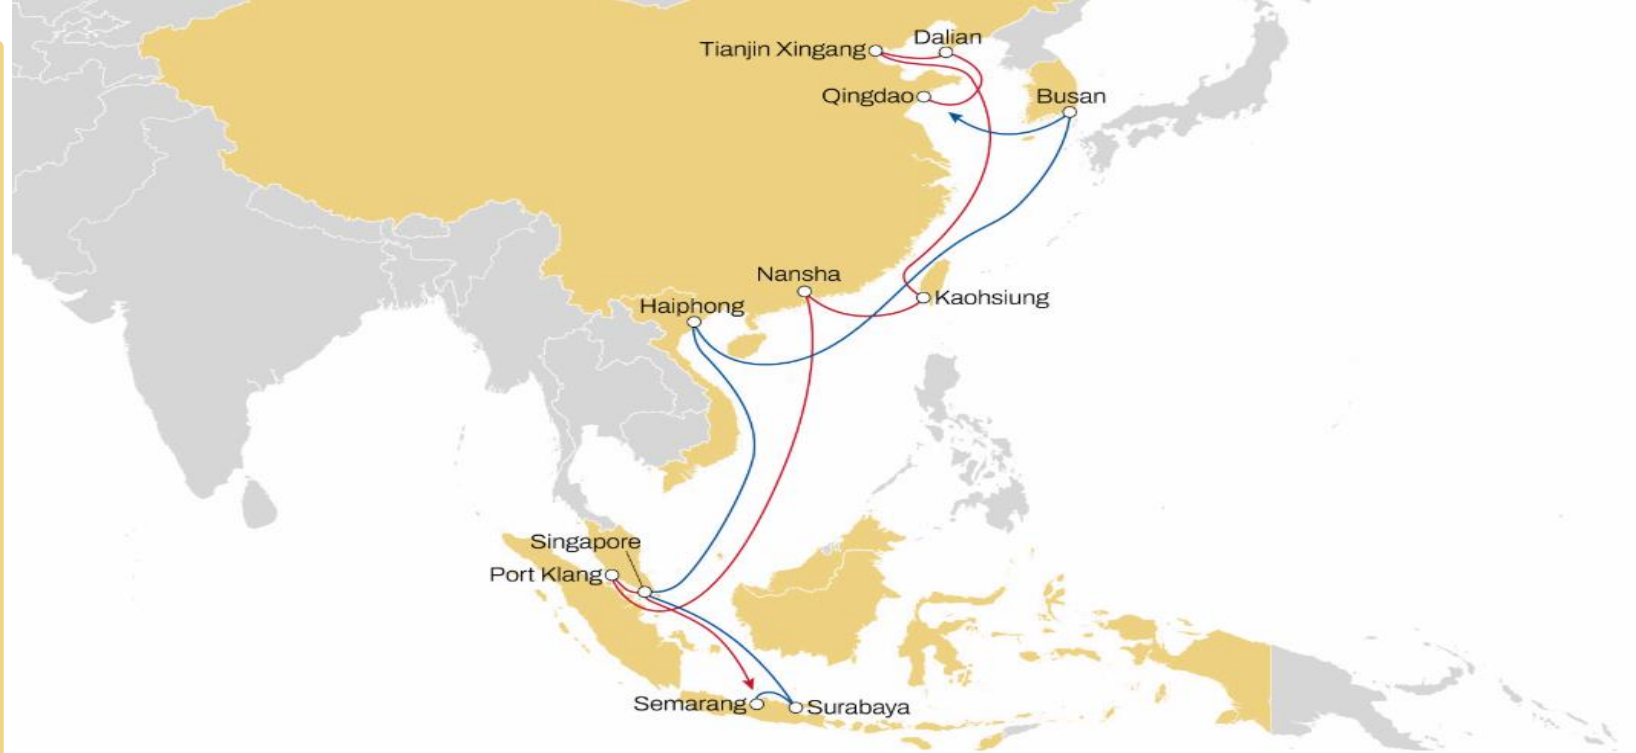 Dalian
Tianjin Xingang
Qingdao
Busan
Nansha
Kaohsiung
Haiphong
Singapore
Port Klang
Semarang
Surabaya